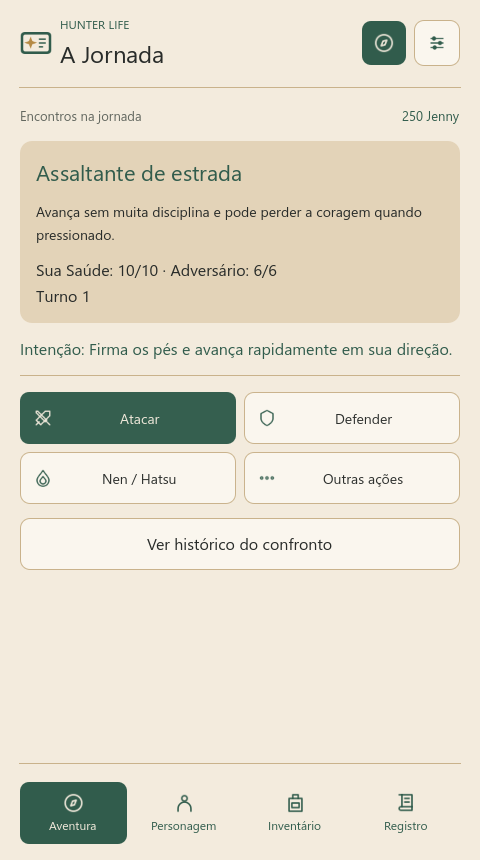 HUNTER LIFE
A Jornada
Encontros na jornada
250 Jenny
Assaltante de estrada
Avança sem muita disciplina e pode perder a coragem quando
pressionado.
Sua Saúde: 10/10 · Adversário: 6/6
Turno 1
Intenção: Firma os pés e avança rapidamente em sua direção.
Atacar
Defender
Nen / Hatsu
Outras ações
Ver histórico do confronto
Aventura
Personagem
Inventário
Registro